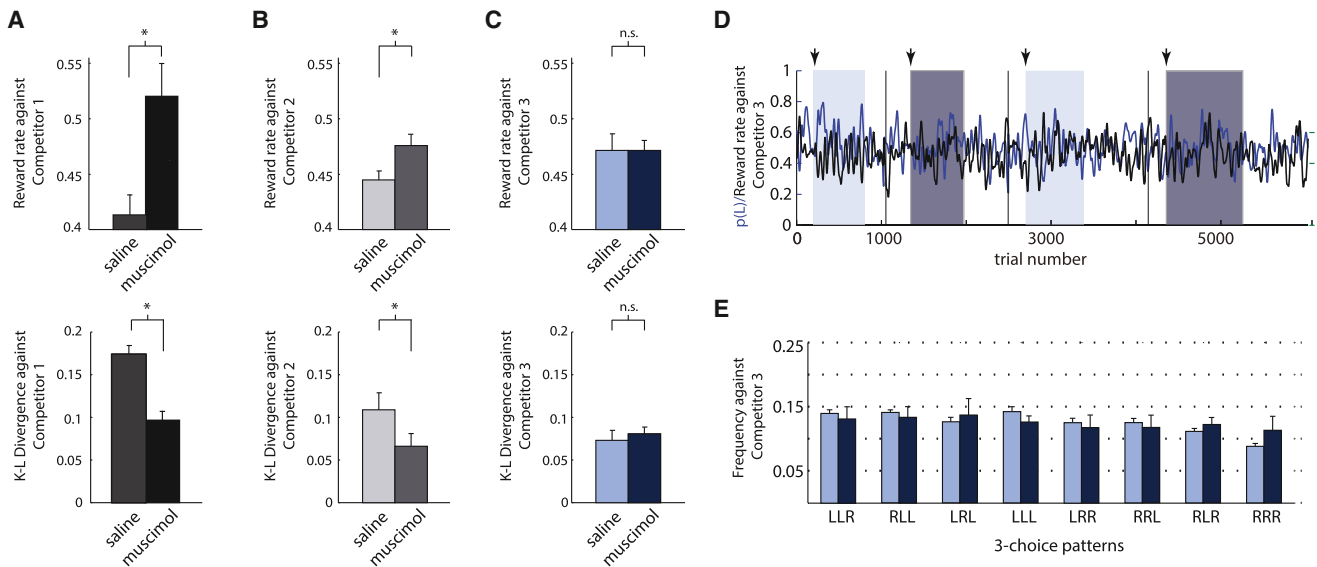 A
*
Reward rate against
Competitor 1
0.55
0.5
0.45
0.4
saline
muscimol
*
K-L Divergence against
Competitor 1
0.2
0.15
0.1
0.05
0
saline
muscimol
B
*
Reward rate against
Competitor 2
0.55
0.5
0.45
0.4
saline
muscimol
*
K-L Divergence against
Competitor 2
0.2
0.15
0.1
0.05
0
saline
muscimol
C
n.s.
Reward rate against
Competitor 3
0.55
0.5
0.45
0.4
saline
muscimol
n.s.
K-L Divergence against
Competitor 3
0.2
0.15
0.1
0.05
0
saline
muscimol
D
p(L)/Reward rate against
Competitor 3
1
0.8
0.6
0.4
0.2
0
0 1000 3000 5000
trial number
E
Frequency against
Competitor 3
0.25
0.15
0.05
LLR RLL LRL LLL LRR RRL RLR RRR
3-choice patterns